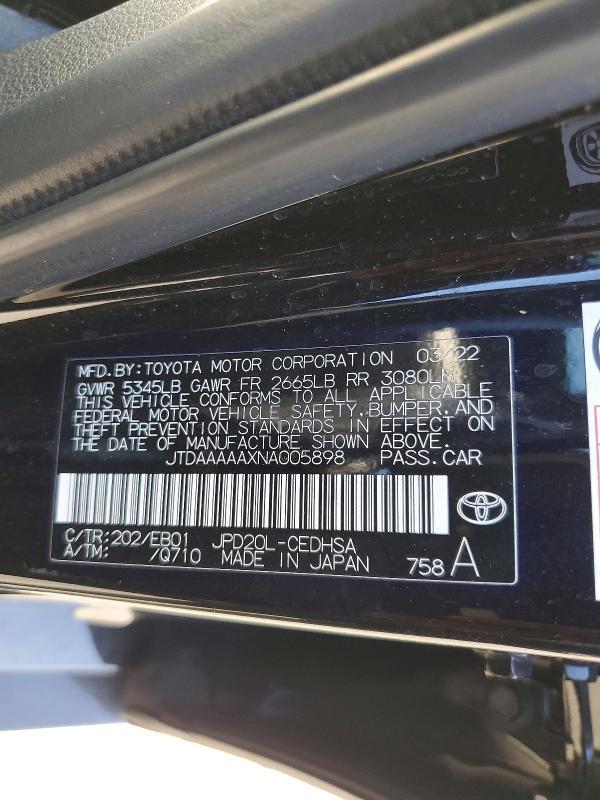 MFD. BY: TOYOTA MOTOR CORPORATION 03/22
GVWR 5345LB GAWR FR 2665LB RR 3080LB
THIS VEHICLE CONFORMS TO ALL APPLICABLE
FEDERAL MOTOR VEHICLE SAFETY, BUMPER, AND
THEFT PREVENTION STANDARDS IN EFFECT ON
THE DATE OF MANUFACTURE SHOWN ABOVE.
JTDAAAAAXNA005898 PASS. CAR
C/TR: 202/EB01 JPD20L-CEDHSA
A/TM: /Q710 MADE IN JAPAN 758 A